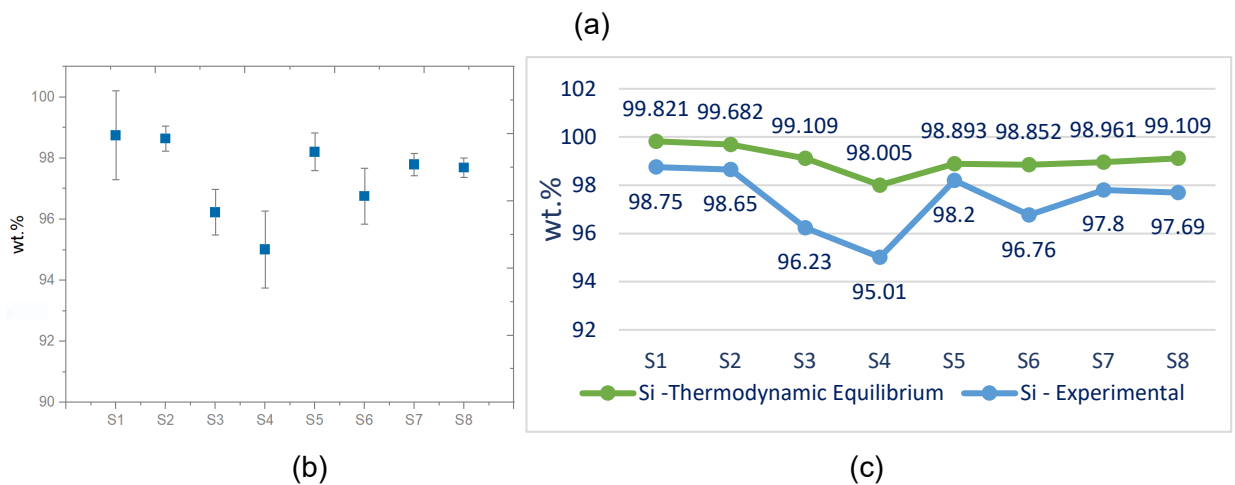 (a)
100
98
96
94
92
90
wt.%
S1 S2 S3 S4 S5 S6 S7 S8
(b)
102
100
98
96
94
92
wt.%
99.821 99.682 99.109 98.005 98.893 98.852 98.961 99.109
98.75 98.65 96.23 95.01 98.2 96.76 97.8 97.69
S1 S2 S3 S4 S5 S6 S7 S8
Si -Thermodynamic Equilibrium Si - Experimental
(c)